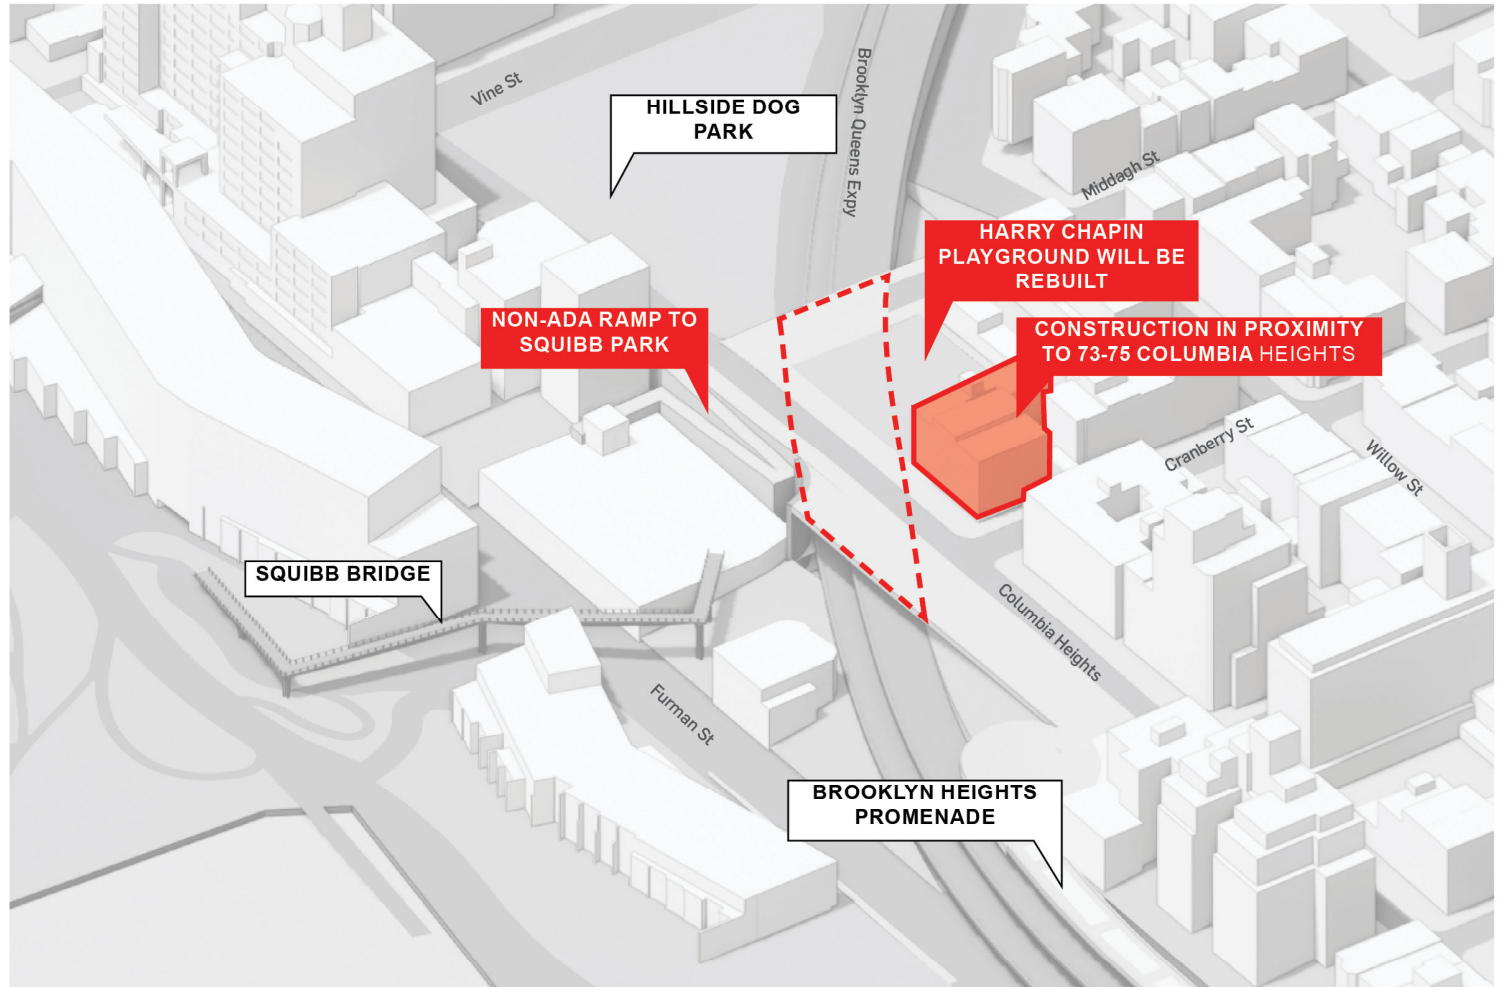 Vine St
HILLSIDE DOG
PARK
Brooklyn Queens Expy
Middagh St
HARRY CHAPIN
PLAYGROUND WILL BE
REBUILT
NON-ADA RAMP TO
SQUIBB PARK
CONSTRUCTION IN PROXIMITY
TO 73-75 COLUMBIA HEIGHTS
Cranberry St
Willow St
SQUIBB BRIDGE
Columbia Heights
Furman St
BROOKLYN HEIGHTS
PROMENADE